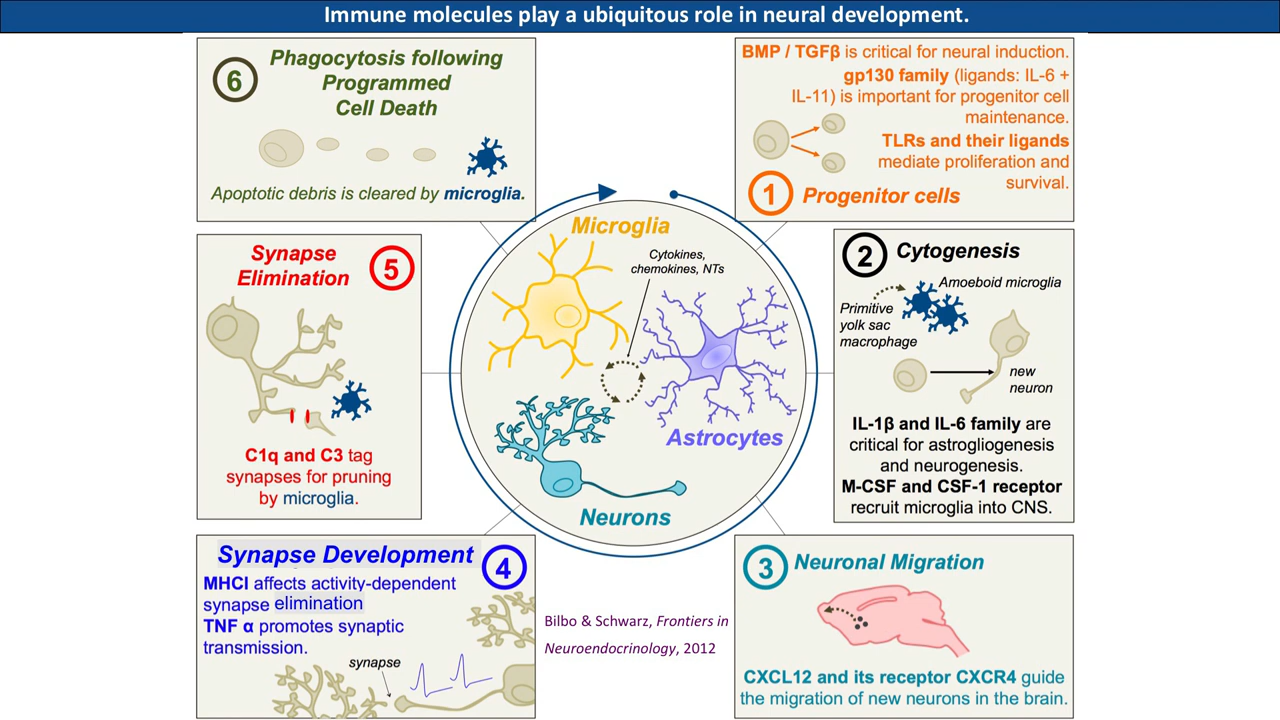 Immune molecules play a ubiquitous role in neural development.
6
Phagocytosis following
Programmed
Cell Death
Apoptotic debris is cleared by microglia.
BMP / TGFβ is critical for neural induction.
gp130 family (ligands: IL-6 +
IL-11) is important for progenitor cell
maintenance.
TLRs and their ligands
mediate proliferation and
survival.
1
Progenitor cells
Synapse
Elimination
5
C1q and C3 tag
synapses for pruning
by microglia.
Microglia
Cytokines,
chemokines, NTs
Astrocytes
Neurons
2
Cytogenesis
Amoeboid microglia
Primitive
yolk sac
macrophage
new
neuron
IL-1β and IL-6 family are
critical for astrogliogenesis
and neurogenesis.
M-CSF and CSF-1 receptor
recruit microglia into CNS.
Synapse Development
4
MHCI affects activity-dependent
synapse elimination
TNF α promotes synaptic
transmission.
synapse
Bilbo & Schwarz, Frontiers in
Neuroendocrinology, 2012
3
Neuronal Migration
CXCL12 and its receptor CXCR4 guide
the migration of new neurons in the brain.